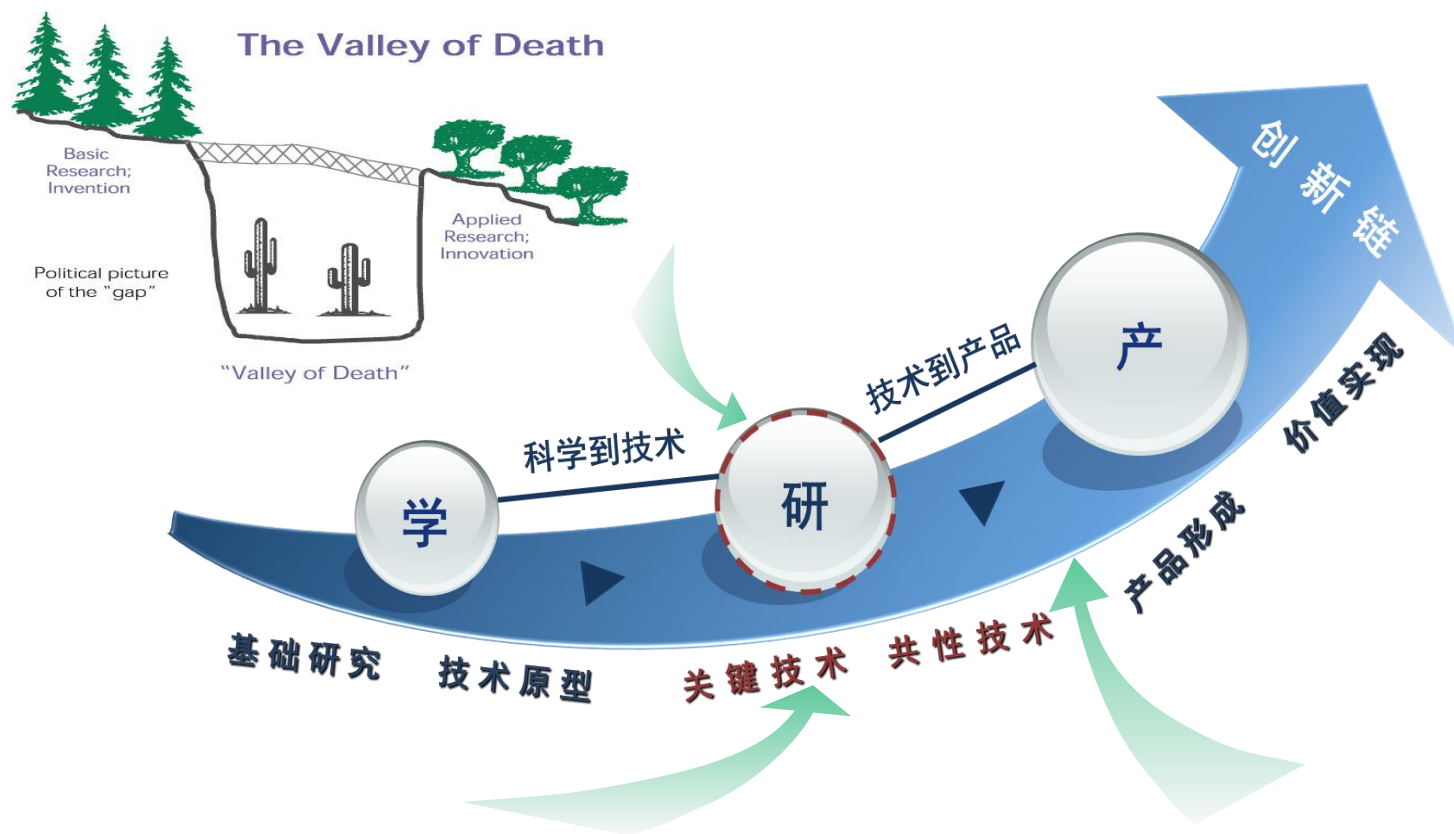 The Valley of Death
Basic
Research;
Invention
Applied
Research;
Innovation
Political picture
of the "gap"
"Valley of Death"
创新链
学
科学到技术
研
技术到产品
产
基础研究
技术原型
关键技术
共性技术
产品形成
价值实现